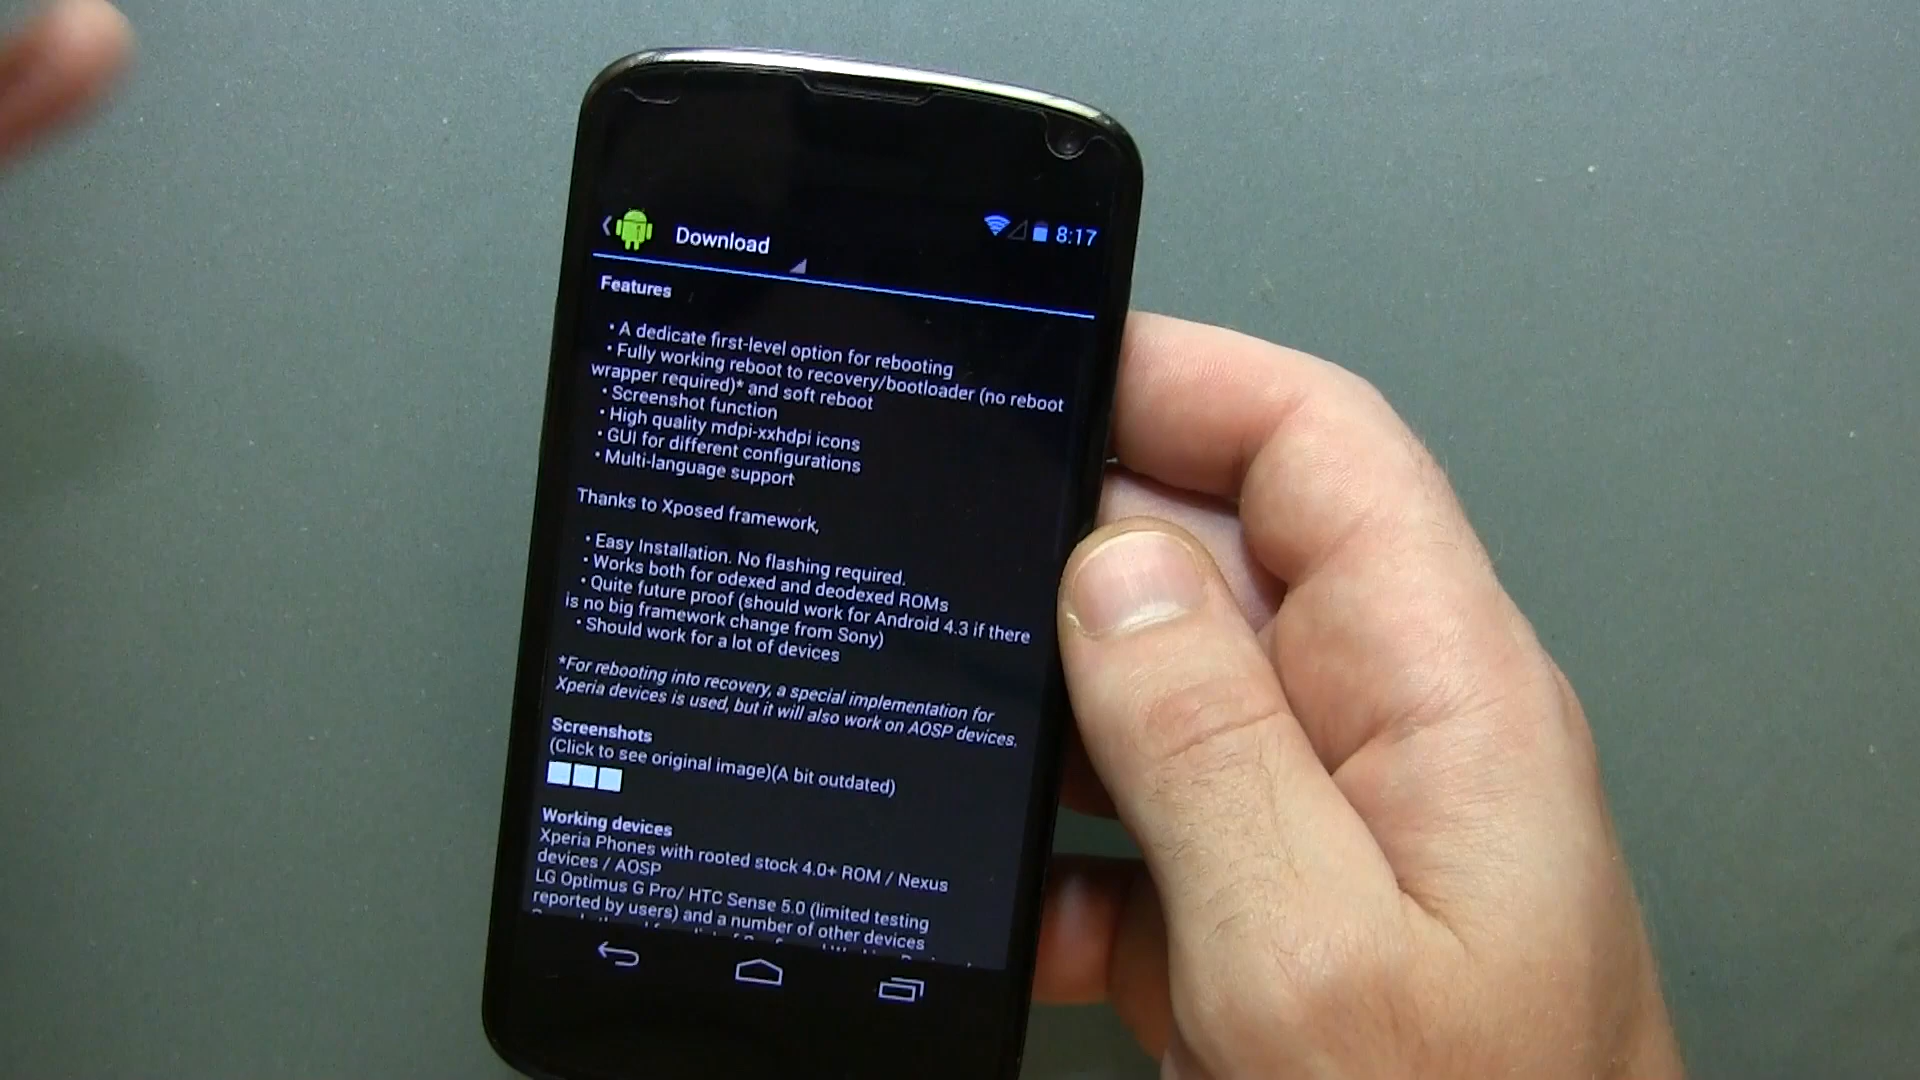 Download
8:17
Features
• A dedicate first-level option for rebooting
• Fully working reboot to recovery/bootloader (no reboot
wrapper required)* and soft reboot
• Screenshot function
• High quality mdpi-xxhdpi icons
• GUI for different configurations
• Multi-language support
Thanks to Xposed framework,
• Easy Installation. No flashing required.
• Works both for odexed and deodexed ROMs
• Quite future proof (should work for Android 4.3 if there
is no big framework change from Sony)
• Should work for a lot of devices
*For rebooting into recovery, a special implementation for
Xperia devices is used, but it will also work on AOSP devices.
Screenshots
(Click to see original image)(A bit outdated)
Working devices
Xperia Phones with rooted stock 4.0+ ROM / Nexus
devices / AOSP
LG Optimus G Pro/ HTC Sense 5.0 (limited testing
reported by users) and a number of other devices